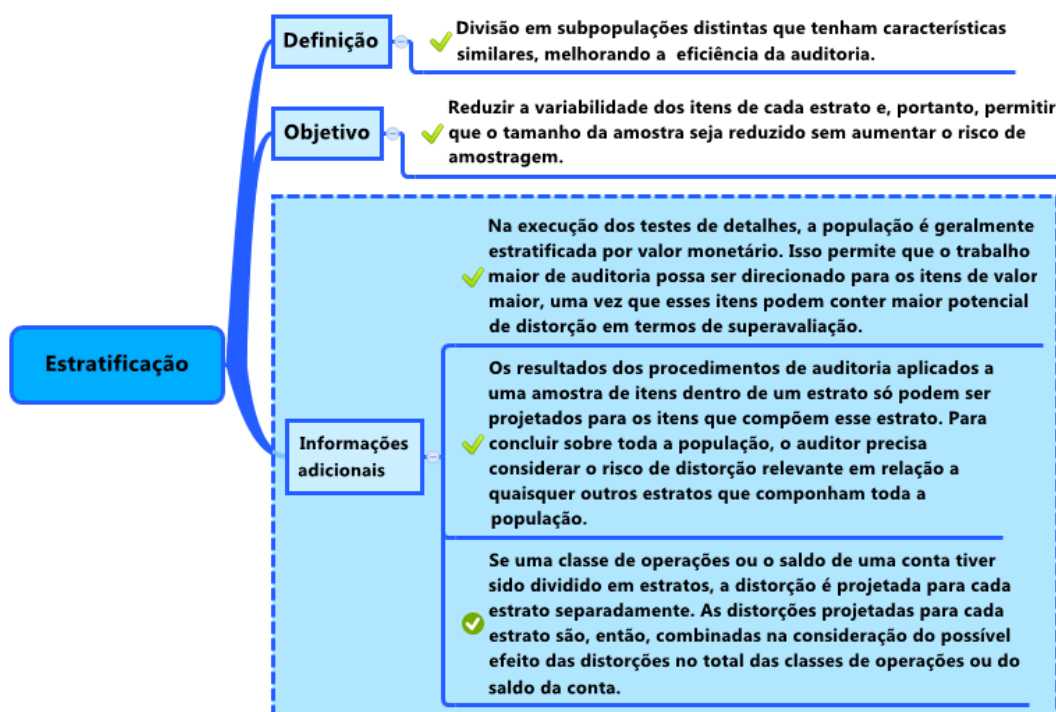 Estratificação
Definição
Divisão em subpopulações distintas que tenham características
similares, melhorando a eficiência da auditoria.
Objetivo
Reduzir a variabilidade dos itens de cada estrato e, portanto, permitir
que o tamanho da amostra seja reduzido sem aumentar o risco de
amostragem.
Informações
adicionais
Na execução dos testes de detalhes, a população é geralmente
estratificada por valor monetário. Isso permite que o trabalho
maior de auditoria possa ser direcionado para os itens de valor
maior, uma vez que esses itens podem conter maior potencial
de distorção em termos de superavaliação.
Os resultados dos procedimentos de auditoria aplicados a
uma amostra de itens dentro de um estrato só podem ser
projetados para os itens que compõem esse estrato. Para
concluir sobre toda a população, o auditor precisa
considerar o risco de distorção relevante em relação a
quaisquer outros estratos que componham toda a
população.
Se uma classe de operações ou o saldo de uma conta tiver
sido dividido em estratos, a distorção é projetada para cada
estrato separadamente. As distorções projetadas para cada
estrato são, então, combinadas na consideração do possível
efeito das distorções no total das classes de operações ou do
saldo da conta.